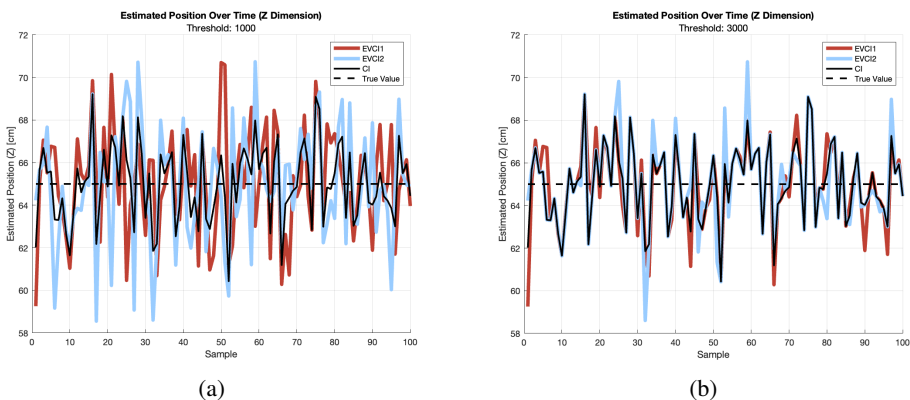 Estimated Position Over Time (Z Dimension)
Threshold: 1000
72
70
68
66
64
62
60
58
Estimated Position (Z) [cm]
0 10 20 30 40 50 60 70 80 90 100
Sample
EVCI1
EVCI2
CI
True Value
(a)
Estimated Position Over Time (Z Dimension)
Threshold: 3000
72
70
68
66
64
62
60
58
Estimated Position (Z) [cm]
0 10 20 30 40 50 60 70 80 90 100
Sample
EVCI1
EVCI2
CI
True Value
(b)